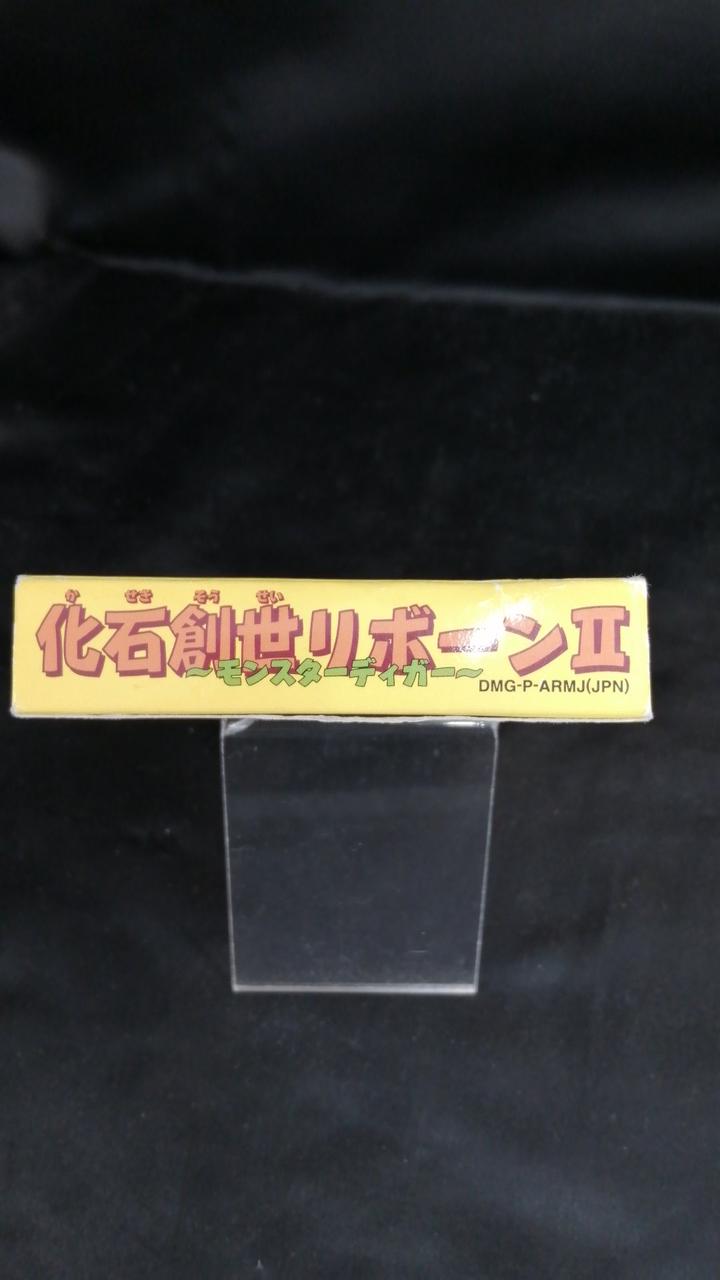 か せき そう せい
化石創世リボーンⅡ
～モンスターディガー～
DMG-P-ARMJ(JPN)